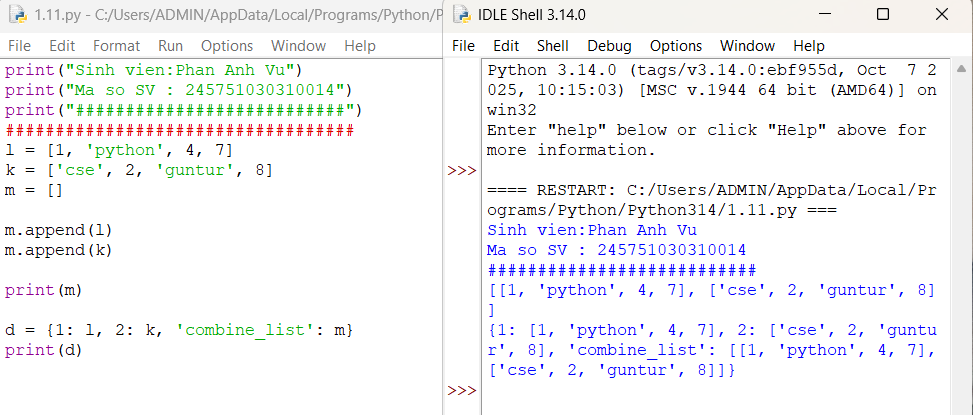 1.11.py - C:/Users/ADMIN/AppData/Local/Programs/Python/P
File Edit Format Run Options Window Help
print("Sinh vien:Phan Anh Vu")
print("Ma so SV : 245751030310014")
print("###########################")
###################################
l = [1, 'python', 4, 7]
k = ['cse', 2, 'guntur', 8]
m = []
m.append(l)
m.append(k)
print(m)
d = {1: l, 2: k, 'combine_list': m}
print(d)
IDLE Shell 3.14.0
File Edit Shell Debug Options Window Help
Python 3.14.0 (tags/v3.14.0:ebf955d, Oct  7 2
025, 10:15:03) [MSC v.1944 64 bit (AMD64)] on
win32
Enter "help" below or click "Help" above for
more information.
>>>
==== RESTART: C:/Users/ADMIN/AppData/Local/Pr
ograms/Python/Python314/1.11.py ===
Sinh vien:Phan Anh Vu
Ma so SV : 245751030310014
###########################
[[1, 'python', 4, 7], ['cse', 2, 'guntur', 8]
]
{1: [1, 'python', 4, 7], 2: ['cse', 2, 'guntu
r', 8], 'combine_list': [[1, 'python', 4, 7],
['cse', 2, 'guntur', 8]]}
>>>